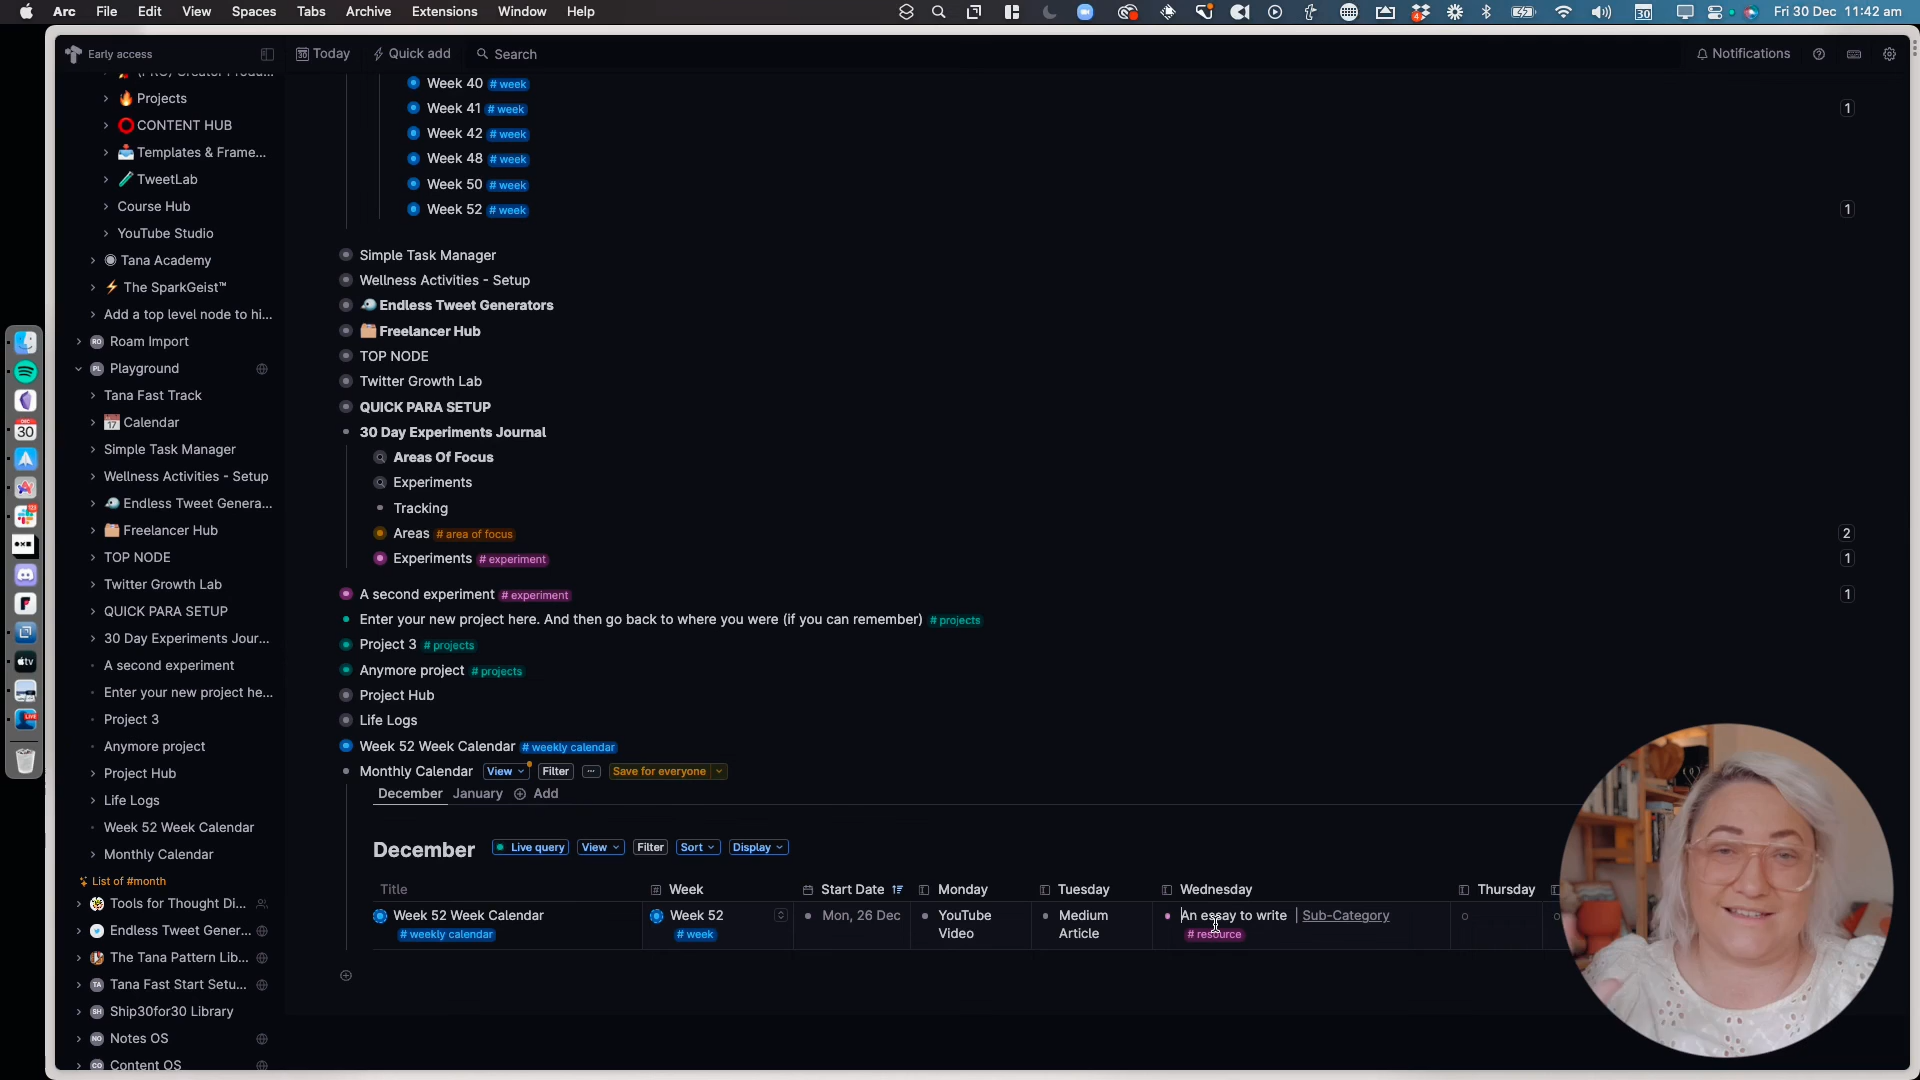 Arc File Edit View Spaces Tabs Archive Extensions Window Help
30
Fri 30 Dec 11:42 am
Early access
Today Quick add Search
Notifications
Projects
CONTENT HUB
Templates & Frame...
TweetLab
Course Hub
YouTube Studio
Tana Academy
The SparkGeist™
Add a top level node to hi...
RO Roam Import
PL Playground
Tana Fast Track
Calendar
Simple Task Manager
Wellness Activities - Setup
Endless Tweet Genera...
Freelancer Hub
TOP NODE
Twitter Growth Lab
QUICK PARA SETUP
30 Day Experiments Jour...
A second experiment
Enter your new project he...
Project 3
Anymore project
Project Hub
Life Logs
Week 52 Week Calendar
Monthly Calendar
List of #month
Tools for Thought Di...
Endless Tweet Gener...
The Tana Pattern Lib...
TA Tana Fast Start Setu...
SH Ship30for30 Library
NO Notes OS
CO Content OS
Week 40 # week
Week 41 # week 1
Week 42 # week
Week 48 # week
Week 50 # week
Week 52 # week 1
Simple Task Manager
Wellness Activities - Setup
Endless Tweet Generators
Freelancer Hub
TOP NODE
Twitter Growth Lab
QUICK PARA SETUP
30 Day Experiments Journal
Areas Of Focus
Experiments
Tracking
Areas # area of focus 2
Experiments # experiment 1
A second experiment # experiment 1
Enter your new project here. And then go back to where you were (if you can remember) # projects
Project 3 # projects
Anymore project # projects
Project Hub
Life Logs
Week 52 Week Calendar # weekly calendar
Monthly Calendar View Filter ... Save for everyone
December January Add
December Live query View Filter Sort Display
Title Week Start Date Monday Tuesday Wednesday Thursday
Week 52 Week Calendar Week 52 Mon, 26 Dec YouTube Medium An essay to write Sub-Category
# weekly calendar # week Video Article # resource
30
tv
LIVE